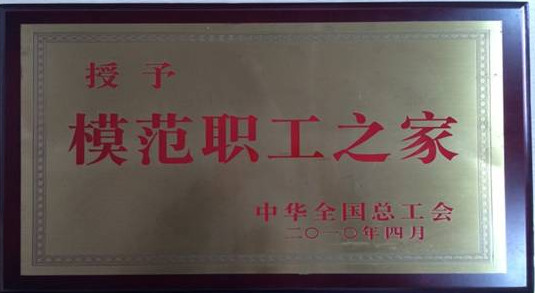 授予
模范职工之家
中华全国总工会
二〇一〇年四月